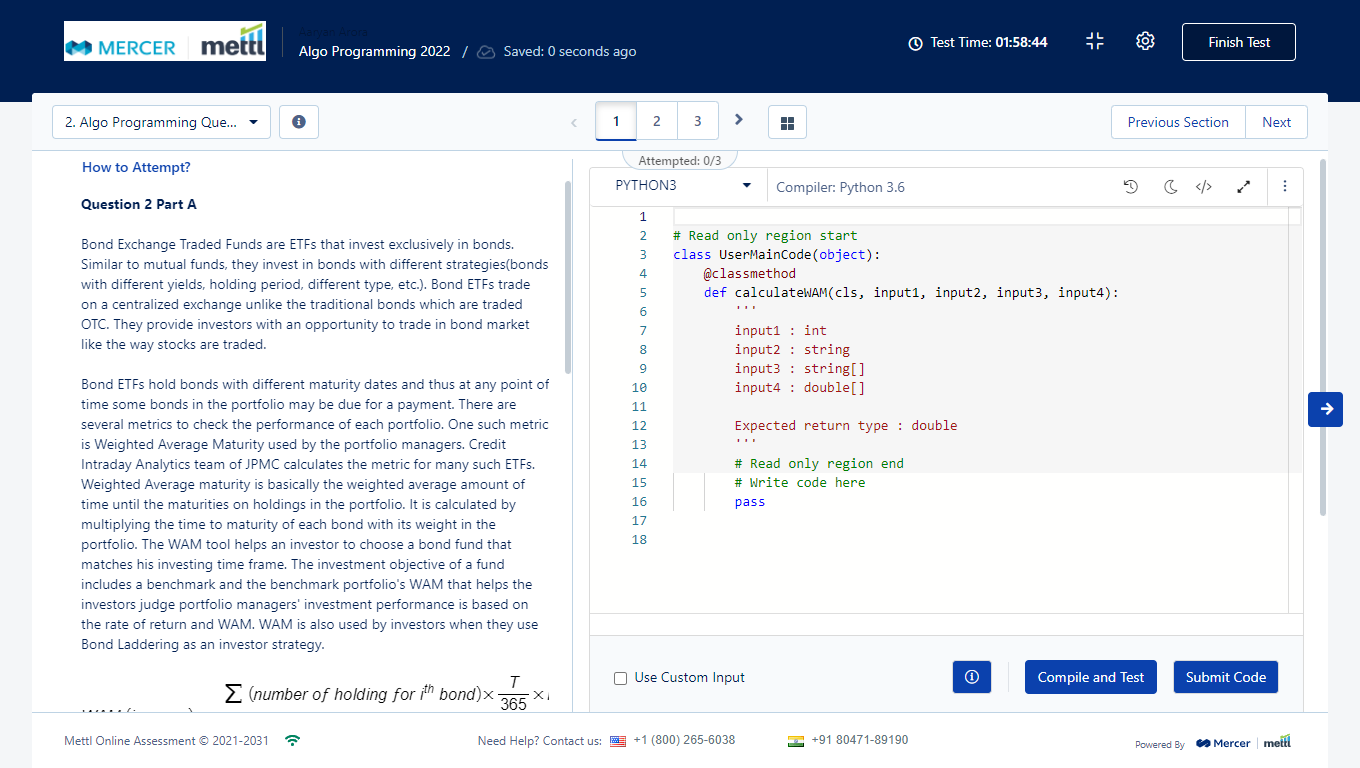 MERCER mettl
Algo Programming 2022 / Saved: 0 seconds ago
Test Time: 01:58:44
Finish Test
2. Algo Programming Que...
1 2 3
Previous Section Next
Attempted: 0/3
How to Attempt?
Question 2 Part A
Bond Exchange Traded Funds are ETFs that invest exclusively in bonds.
Similar to mutual funds, they invest in bonds with different strategies(bonds
with different yields, holding period, different type, etc.). Bond ETFs trade
on a centralized exchange unlike the traditional bonds which are traded
OTC. They provide investors with an opportunity to trade in bond market
like the way stocks are traded.
Bond ETFs hold bonds with different maturity dates and thus at any point of
time some bonds in the portfolio may be due for a payment. There are
several metrics to check the performance of each portfolio. One such metric
is Weighted Average Maturity used by the portfolio managers. Credit
Intraday Analytics team of JPMC calculates the metric for many such ETFs.
Weighted Average maturity is basically the weighted average amount of
time until the maturities on holdings in the portfolio. It is calculated by
multiplying the time to maturity of each bond with its weight in the
portfolio. The WAM tool helps an investor to choose a bond fund that
matches his investing time frame. The investment objective of a fund
includes a benchmark and the benchmark portfolio's WAM that helps the
investors judge portfolio managers' investment performance is based on
the rate of return and WAM. WAM is also used by investors when they use
Bond Laddering as an investor strategy.
∑ (number of holding for i^th bond)× T/365 ×
PYTHON3
Compiler: Python 3.6
1
2 # Read only region start
3 class UserMainCode(object):
4     @classmethod
5     def calculateWAM(cls, input1, input2, input3, input4):
6         '''
7         input1 : int
8         input2 : string
9         input3 : string[]
10         input4 : double[]
11
12         Expected return type : double
13         '''
14         # Read only region end
15         # Write code here
16         pass
17
18
Use Custom Input
Compile and Test
Submit Code
Mettl Online Assessment © 2021-2031
Need Help? Contact us: +1 (800) 265-6038 +91 80471-89190
Powered By Mercer mettl